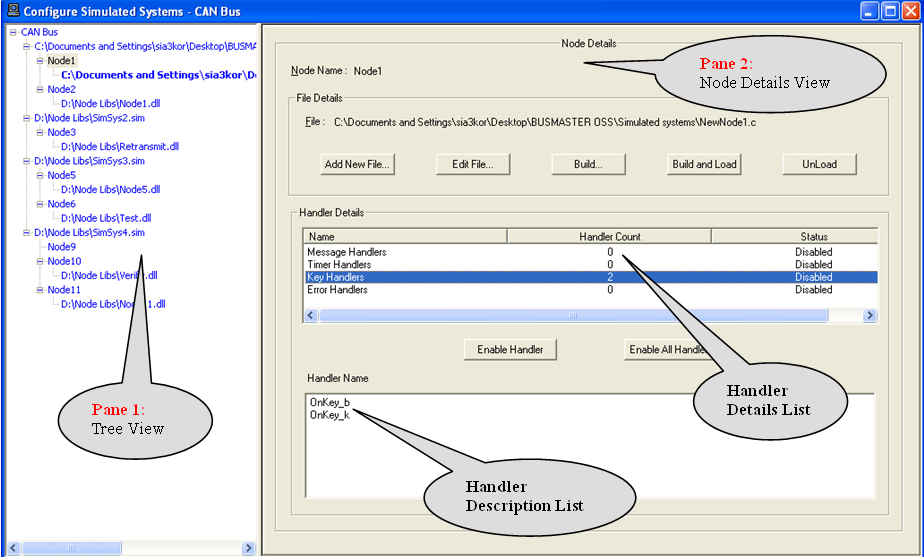 Configure Simulated Systems - CAN Bus
CAN Bus
C:\Documents and Settings\sia3kor\Desktop\BUSMA
Node1
C:\Documents and Settings\sia3kor\D
Node2
D:\Node Libs\Node1.dll
D:\Node Libs\SimSys2.sim
Node3
D:\Node Libs\Retransmit.dll
D:\Node Libs\SimSys3.sim
Node5
D:\Node Libs\Node5.dll
Node6
D:\Node Libs\Test.dll
D:\Node Libs\SimSys4.sim
Node9
Node10
D:\Node Libs\Verify.dll
Node11
D:\Node Libs\No 1.dll
Pane 1:
Tree View
Node Details
Pane 2:
Node Details View
Node Name : Node1
File Details
File : C:\Documents and Settings\sia3kor\Desktop\BUSMASTER OSS\Simulated systems\NewNode1.c
Add New File... Edit File... Build... Build and Load UnLoad
Handler Details
Name Handler Count Status
Message Handlers 0 Disabled
Timer Handlers 0 Disabled
Key Handlers 2 Disabled
Error Handlers 0 Disabled
Enable Handler Enable All Handle
Handler
Details List
Handler Name
OnKey_b
OnKey_k
Handler
Description List